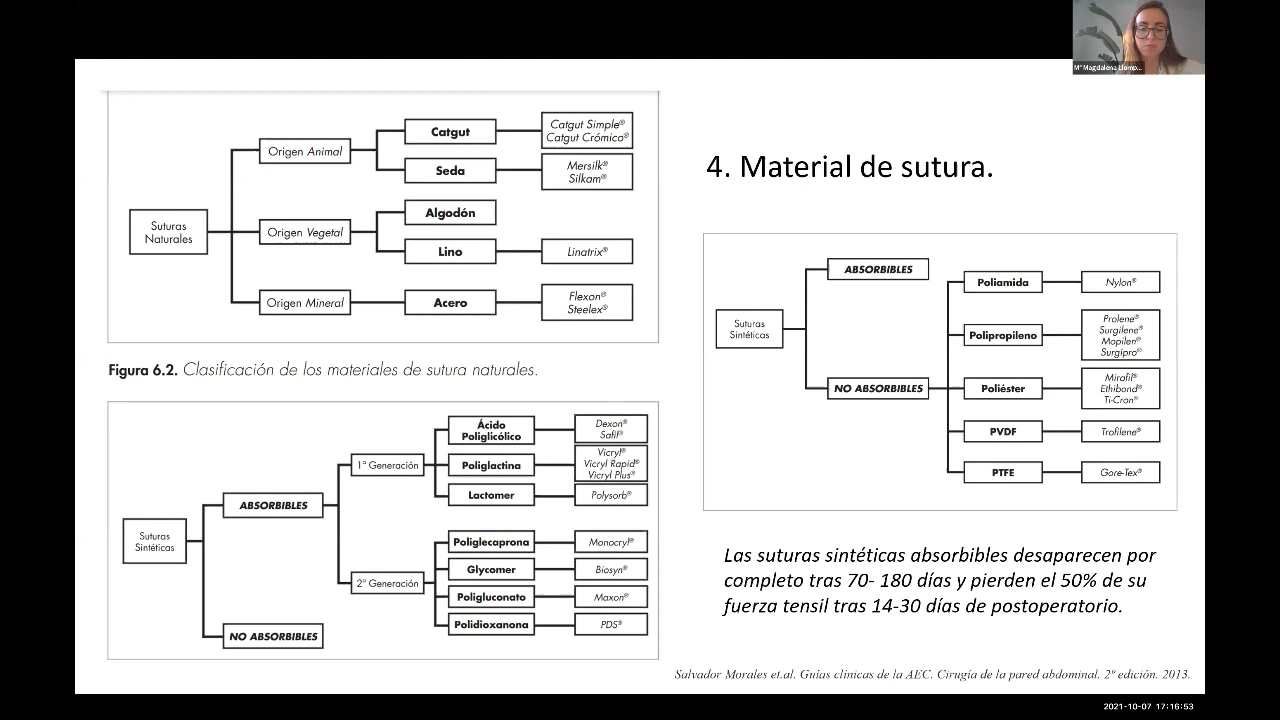 Mª Magdalena Llomp...
Catgut
Catgut Simple®
Catgut Crómico®
Origen Animal
Seda
Mersilk®
Silkam®
Suturas
Naturales
Origen Vegetal
Algodón
Lino
Linatrix®
Origen Mineral
Acero
Flexon®
Steelex®
Figura 6.2. Clasificación de los materiales de sutura naturales.
Suturas
Sintéticas
ABSORBIBLES
1ª Generación
Ácido
Poliglicólico
Dexon®
Safil®
Poliglactina
Vicryl®
Vicryl Rapid®
Vicryl Plus®
Lactomer
Polysorb®
2ª Generación
Poliglecaprona
Monocryl®
Glycomer
Biosyn®
Poligluconato
Maxon®
Polidioxanona
PDS®
NO ABSORBIBLES
4. Material de sutura.
Suturas
Sintéticas
ABSORBIBLES
NO ABSORBIBLES
Poliamida
Nylon®
Polipropileno
Prolene®
Surgilene®
Mopilen®
Surgipro®
Poliéster
Mirafil®
Ethibond®
Ti-Cron®
PVDF
Trofilene®
PTFE
Gore-Tex®
Las suturas sintéticas absorbibles desaparecen por
completo tras 70- 180 días y pierden el 50% de su
fuerza tensil tras 14-30 días de postoperatorio.
Salvador Morales et.al. Guías clínicas de la AEC. Cirugía de la pared abdominal. 2º edición. 2013.
2021-10-07 17:16:53